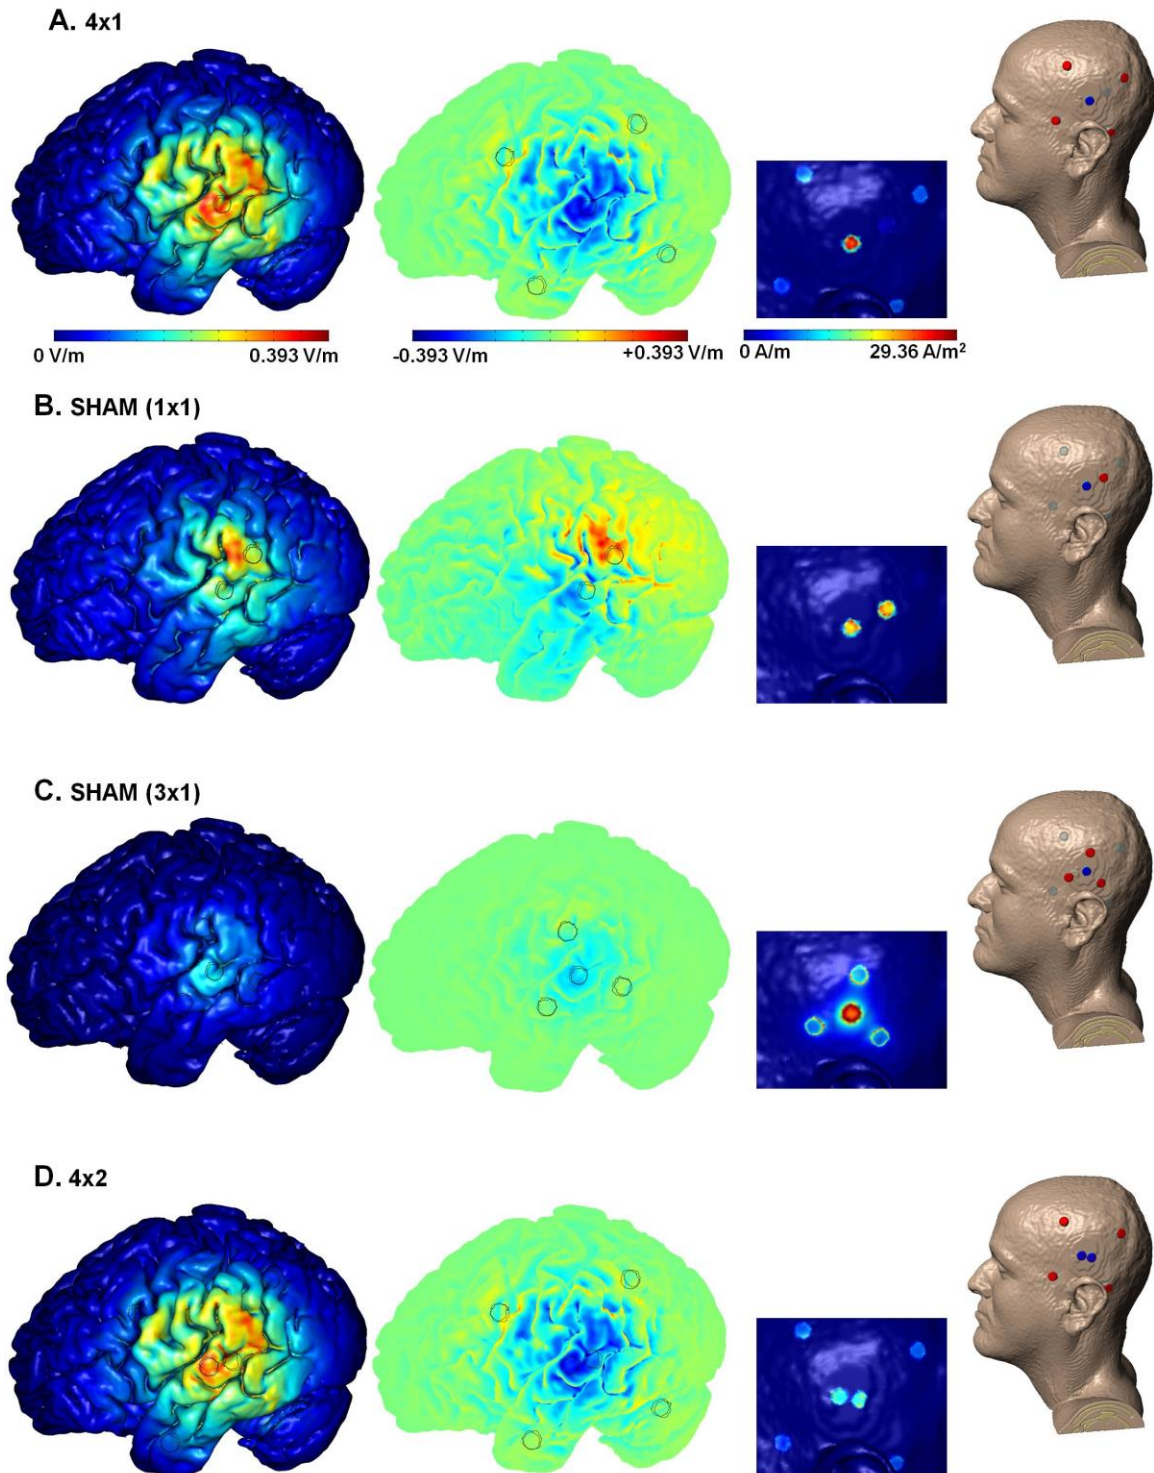 A. 4x1
0 V/m 0.393 V/m -0.393 V/m +0.393 V/m 0 A/m 29.36 A/m²
B. SHAM (1x1)
C. SHAM (3x1)
D. 4x2